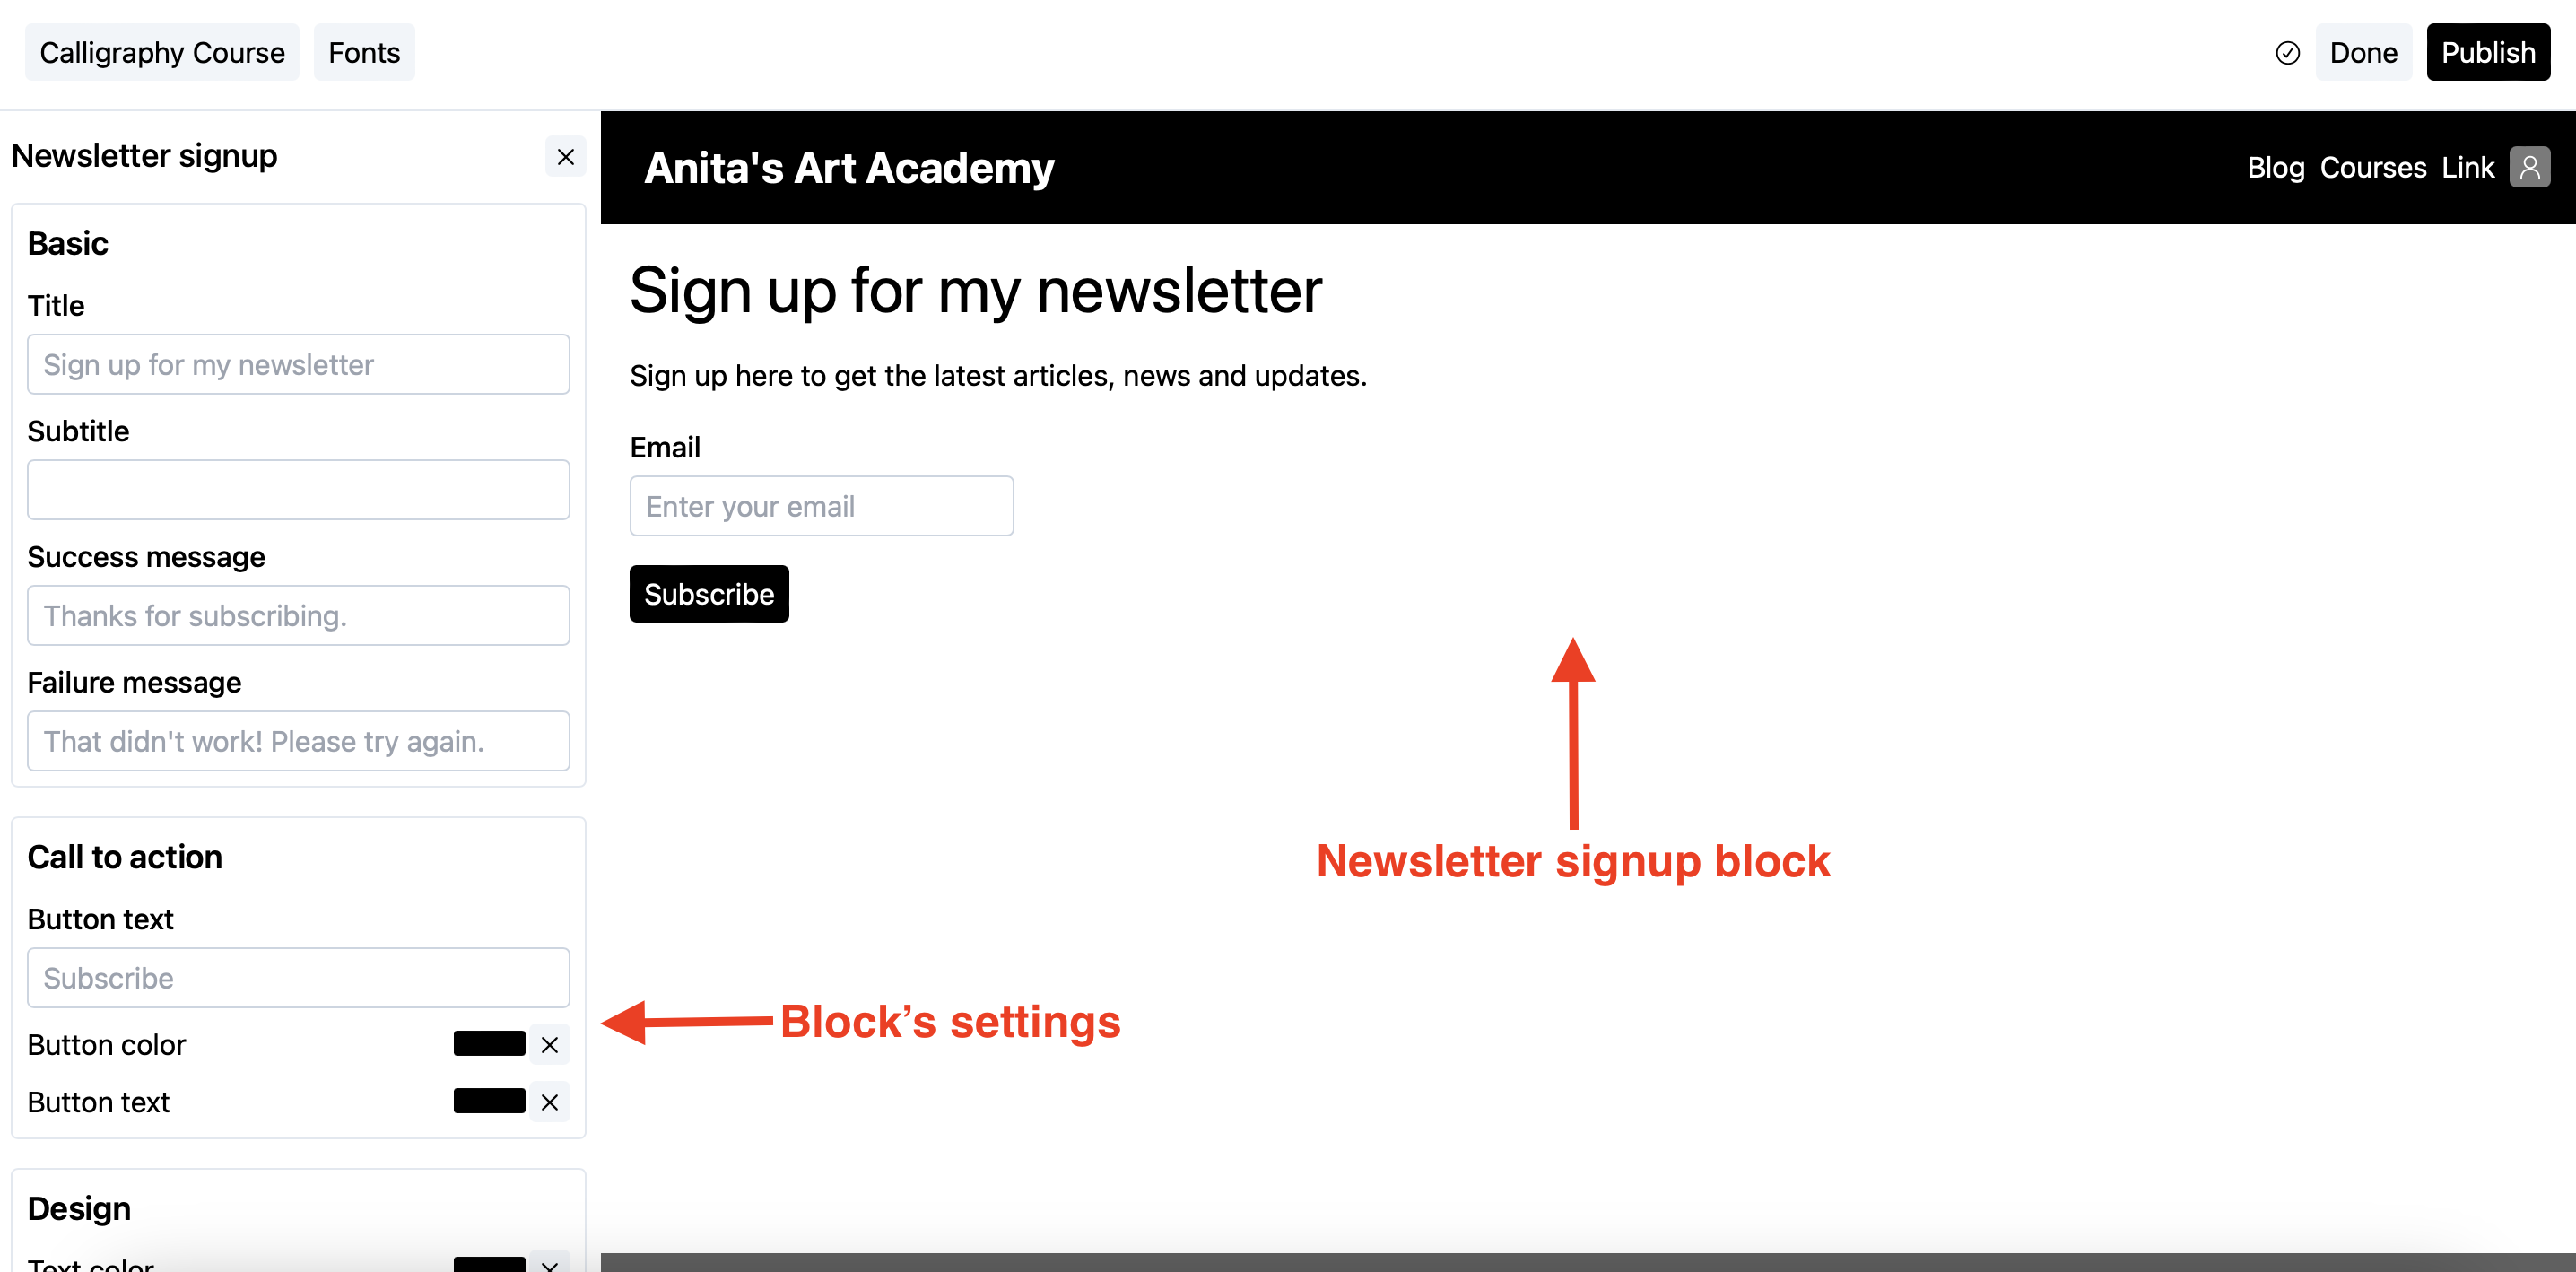 Calligraphy Course Fonts Done Publish
Newsletter signup
Basic
Title
Sign up for my newsletter
Subtitle
Success message
Thanks for subscribing.
Failure message
That didn't work! Please try again.
Call to action
Button text
Subscribe
Button color
Button text
Design
Text color
Anita's Art Academy Blog Courses Link
Sign up for my newsletter
Sign up here to get the latest articles, news and updates.
Email
Enter your email
Subscribe
Newsletter signup block
Block’s settings